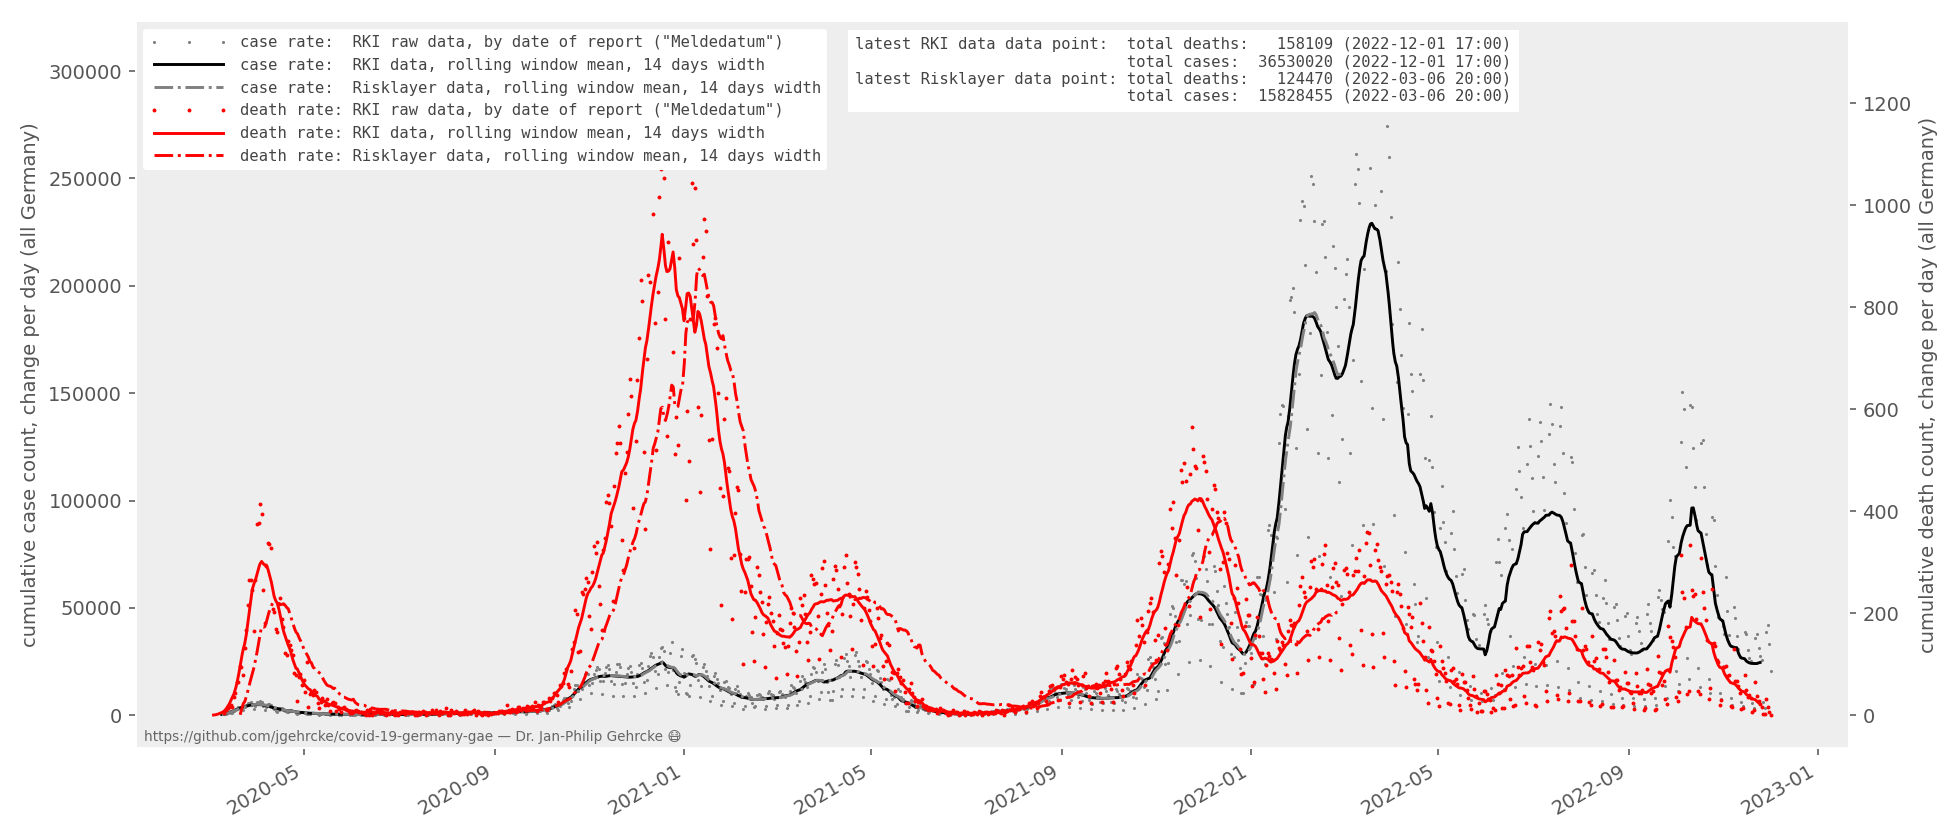 case rate:  RKI raw data, by date of report ("Meldedatum")
case rate:  RKI data, rolling window mean, 14 days width
case rate:  Risklayer data, rolling window mean, 14 days width
death rate: RKI raw data, by date of report ("Meldedatum")
death rate: RKI data, rolling window mean, 14 days width
death rate: Risklayer data, rolling window mean, 14 days width
latest RKI data data point:  total deaths:   158109 (2022-12-01 17:00)
total cases:  36530020 (2022-12-01 17:00)
latest Risklayer data point: total deaths:   124470 (2022-03-06 20:00)
total cases:  15828455 (2022-03-06 20:00)
cumulative case count, change per day (all Germany)
300000
250000
200000
150000
100000
50000
0
1200
1000
800
600
400
200
0
cumulative death count, change per day (all Germany)
https://github.com/jgehrcke/covid-19-germany-gae — Dr. Jan-Philip Gehrcke 😷
2020-05
2020-09
2021-01
2021-05
2021-09
2022-01
2022-05
2022-09
2023-01